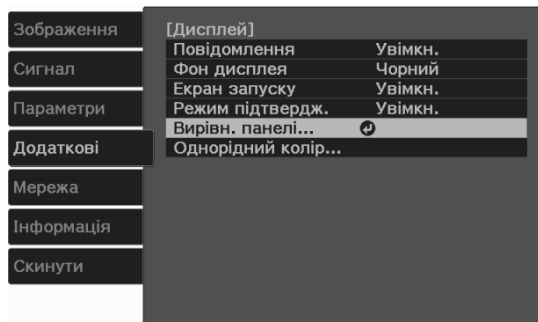 Зображення
Сигнал
Параметри
Додаткові
Мережа
Інформація
Скинути
[Дисплей]
Повідомлення Увімкн.
Фон дисплея Чорний
Екран запуску Увімкн.
Режим підтвердж. Увімкн.
Вирівн. панелі...
Однорідний колір...